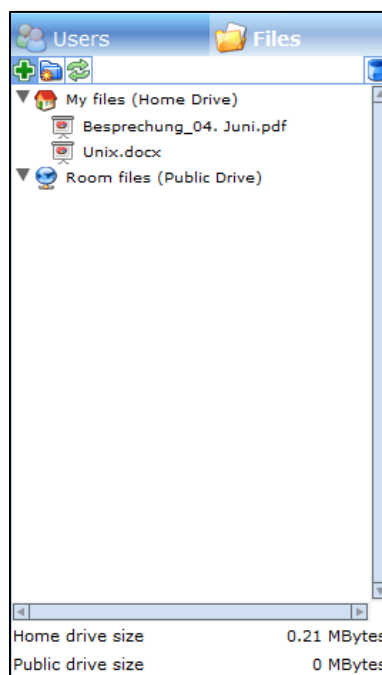 Users Files
My files (Home Drive)
Besprechung_04. Juni.pdf
Unix.docx
Room files (Public Drive)
Home drive size 0.21 MBytes
Public drive size 0 MBytes